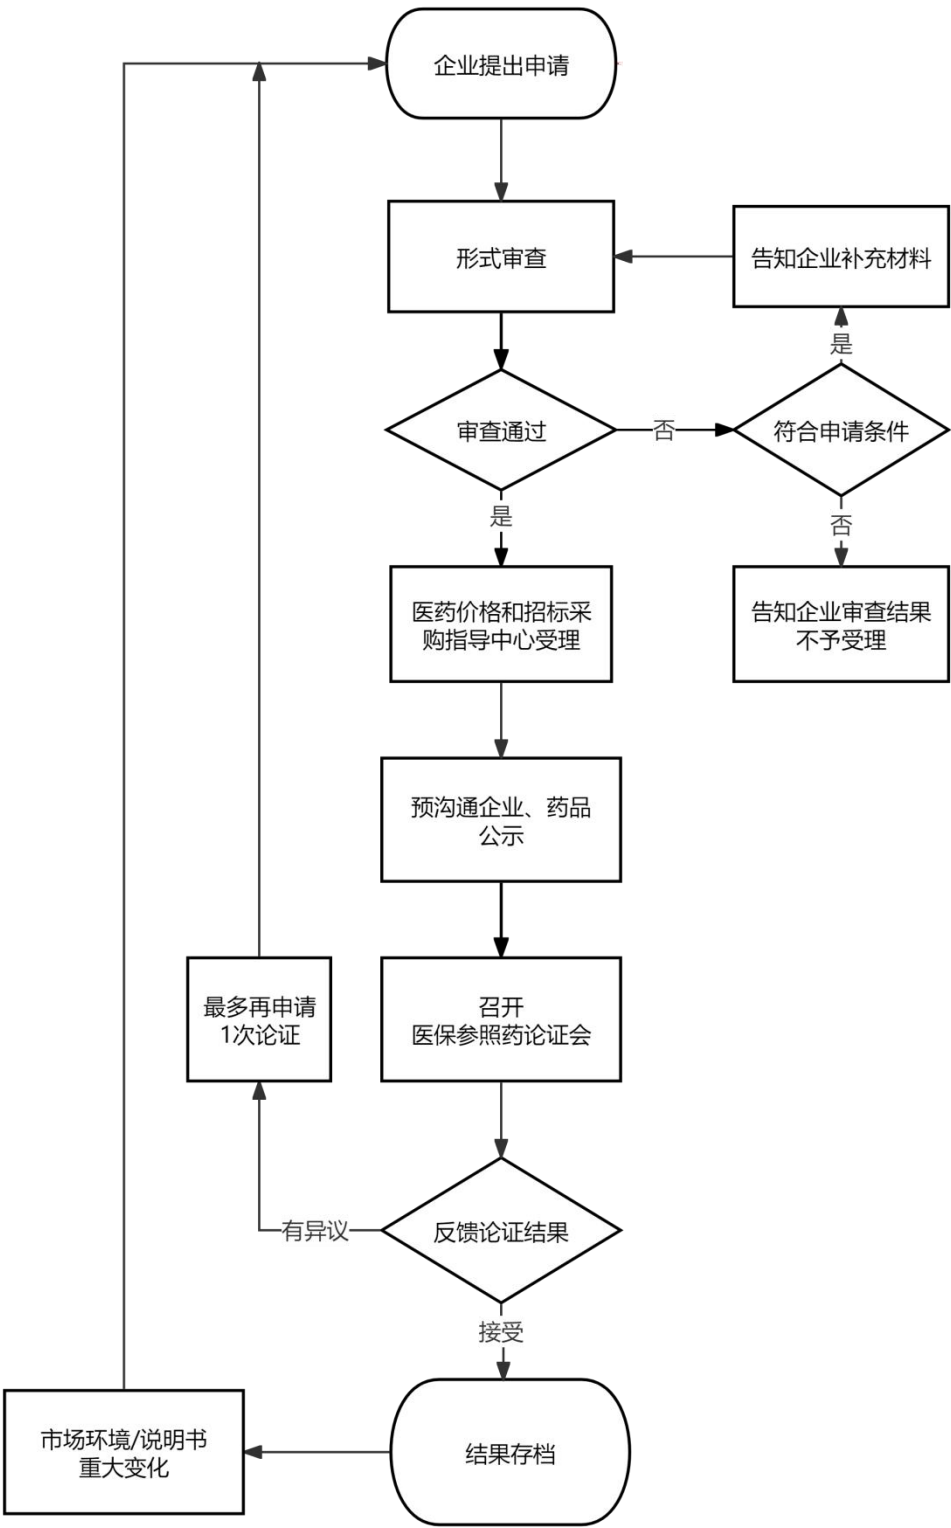 企业提出申请
形式审查
告知企业补充材料
是
审查通过
否
符合申请条件
是
否
医药价格和招标采
购指导中心受理
告知企业审查结果
不予受理
预沟通企业、药品
公示
最多再申请
1次论证
召开
医保参照药论证会
有异议
反馈论证结果
接受
市场环境/说明书
重大变化
结果存档